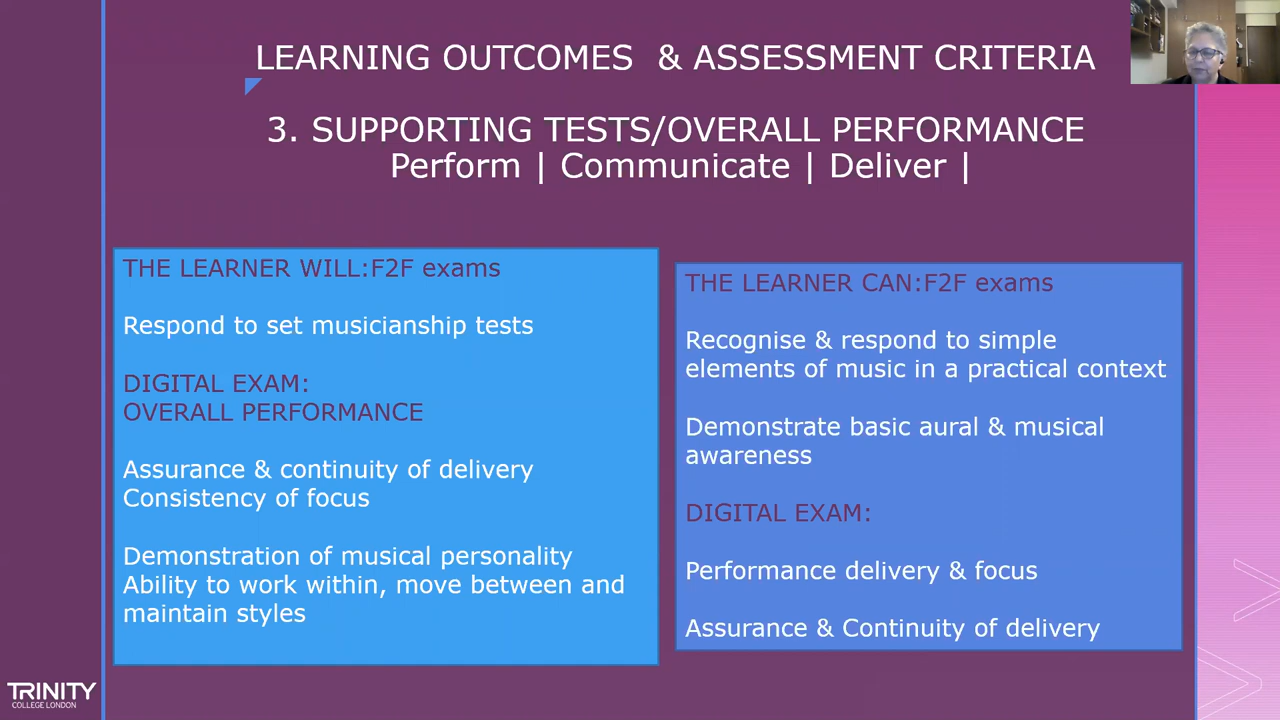 LEARNING OUTCOMES & ASSESSMENT CRITERIA
3. SUPPORTING TESTS/OVERALL PERFORMANCE
Perform | Communicate | Deliver |
THE LEARNER WILL:F2F exams
Respond to set musicianship tests
DIGITAL EXAM:
OVERALL PERFORMANCE
Assurance & continuity of delivery
Consistency of focus
Demonstration of musical personality
Ability to work within, move between and
maintain styles
THE LEARNER CAN:F2F exams
Recognise & respond to simple
elements of music in a practical context
Demonstrate basic aural & musical
awareness
DIGITAL EXAM:
Performance delivery & focus
Assurance & Continuity of delivery
TRINITY
COLLEGE LONDON